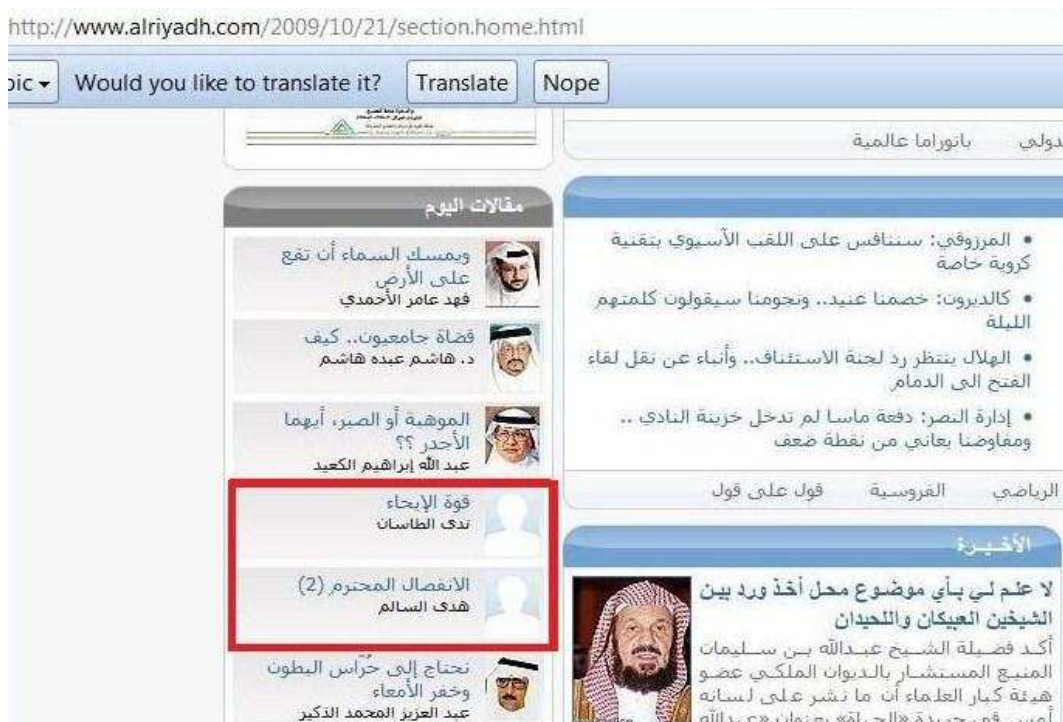 http://www.alriyadh.com/2009/10/21/section.home.html
Would you like to translate it? Translate Nope
بانوراما عالمية
مقالات اليوم
ويمسك السماء أن تقع
على الأرض
فهد عامر الأحمدي
قضاة جامعيون.. كيف
د. هاشم عبده هاشم
الموهبة أو الصبر، أيهما
الأجدر ؟؟
عبد الله إبراهيم الكعيد
قوة الإيحاء
ندى الطاسان
الانفصال المحترم (2)
هدى السالم
نحتاج إلى حُراس البطون
وخفر الأمعاء
عبد العزيز المحمد الذكير
• المرزوقي: سننافس على اللقب الآسيوي بتقنية
كروية خاصة
• كالديرون: خصمنا عنيد.. ونجومنا سيقولون كلمتهم
الليلة
• الهلال ينتظر رد لجنة الاستئناف.. وأنباء عن نقل لقاء
الفتح الى الدمام
• إدارة النصر: دفعة ماسا لم تدخل خزينة النادي ..
ومفاوضنا يعاني من نقطة ضعف
الرياضي الفروسية قول على قول
الأخـيـرة
لا علم لي بأي موضوع محل أخذ ورد بين
الشيخين العبيكان واللحيدان
أكد فضيلة الشيخ عبدالله بن سليمان
المنيع المستشار بالديوان الملكي عضو
هيئة كبار العلماء أن ما نشر على لسانه